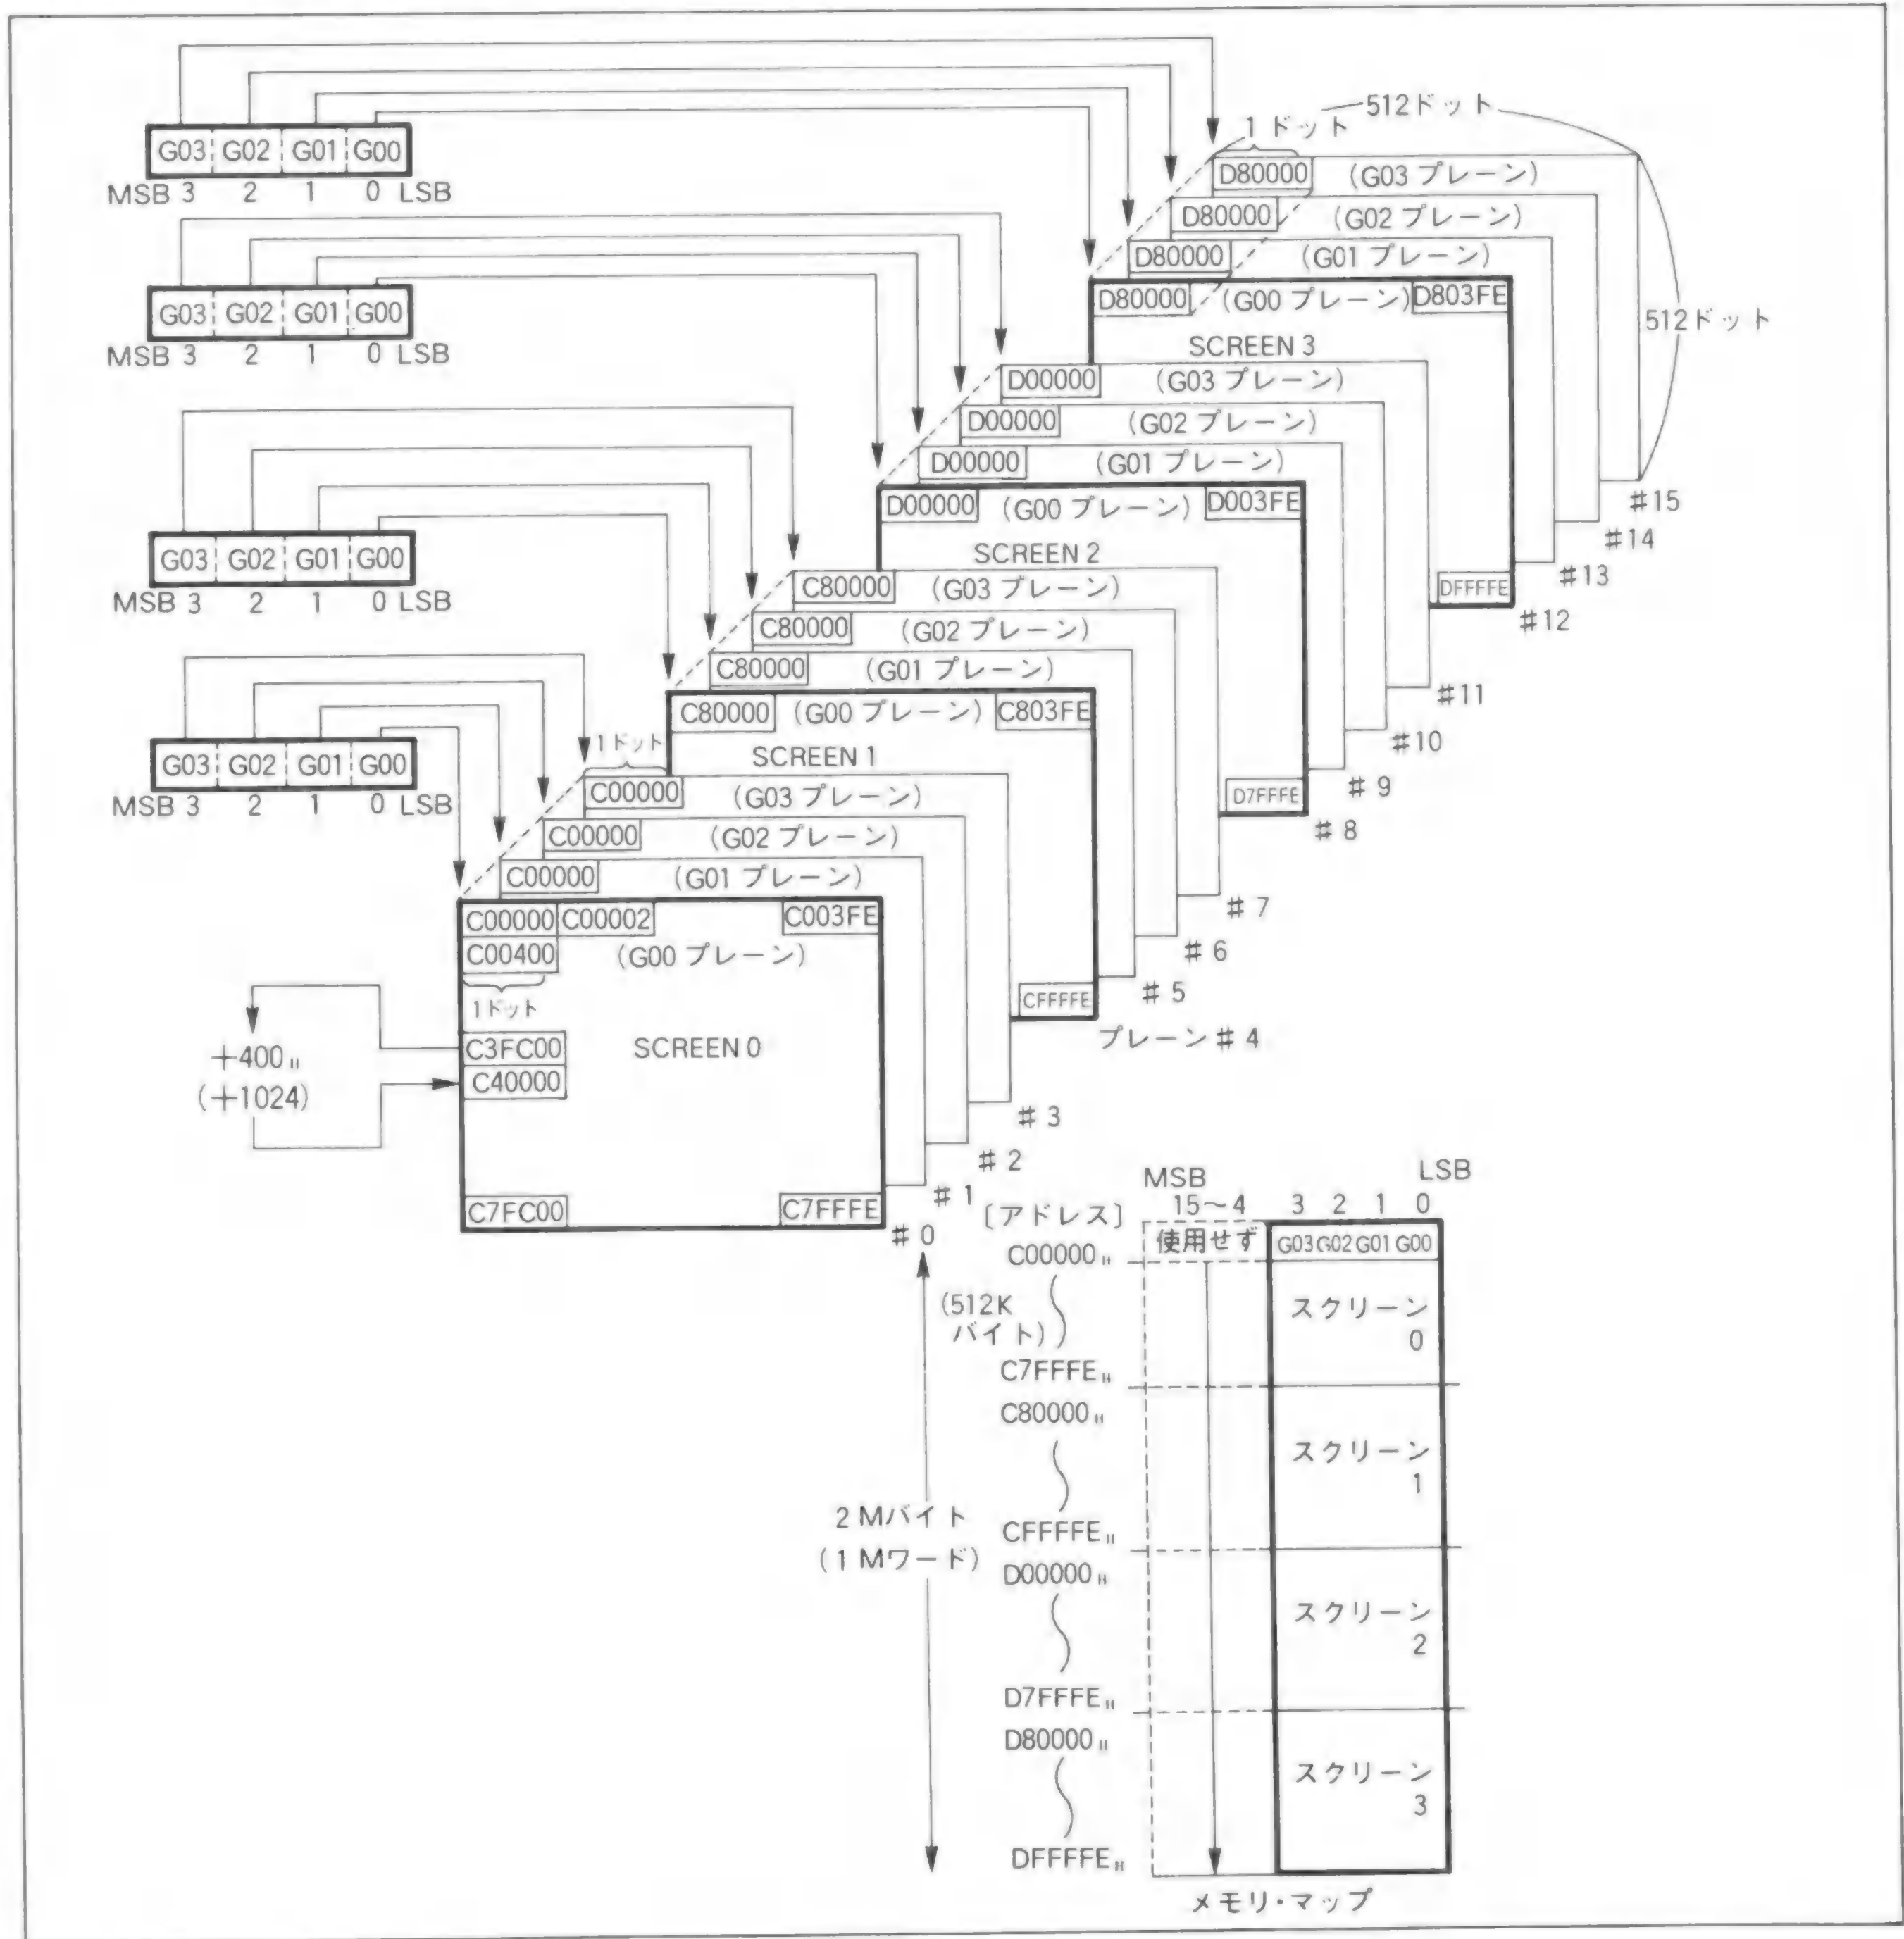 512ドット
1ドット
G03 G02 G01 G00
MSB 3 2 1 0 LSB
D80000 (G03 プレーン)
D80000 (G02 プレーン)
D80000 (G01 プレーン)
D80000 (G00 プレーン) D803FE
512ドット
SCREEN 3
G03 G02 G01 G00
MSB 3 2 1 0 LSB
D00000 (G03 プレーン)
D00000 (G02 プレーン)
D00000 (G01 プレーン)
D00000 (G00 プレーン) D003FE
SCREEN 2
#15
#14
#13
DFFFFE
#12
G03 G02 G01 G00
MSB 3 2 1 0 LSB
C80000 (G03 プレーン)
C80000 (G02 プレーン)
C80000 (G01 プレーン)
C80000 (G00 プレーン) C803FE
SCREEN 1
#11
#10
#9
D7FFFE
#8
G03 G02 G01 G00
MSB 3 2 1 0 LSB
1ドット
C00000 (G03 プレーン)
C00000 (G02 プレーン)
C00000 (G01 プレーン)
C00000 C00002 C003FE
C00400 (G00 プレーン)
1ドット
#7
#6
#5
CFFFFE
プレーン #4
+400H
(+1024)
C3FC00 SCREEN 0
C40000
#3
#2
#1
C7FC00 C7FFFE
#0
MSB LSB
[アドレス] 15~4 3 2 1 0
C00000H 使用せず G03 G02 G01 G00
(512K
バイト)
スクリーン
0
C7FFFEH
C80000H
スクリーン
1
2 Mバイト
(1 Mワード)
CFFFFEH
D00000H
スクリーン
2
D7FFFEH
D80000H
スクリーン
3
DFFFFEH
メモリ・マップ